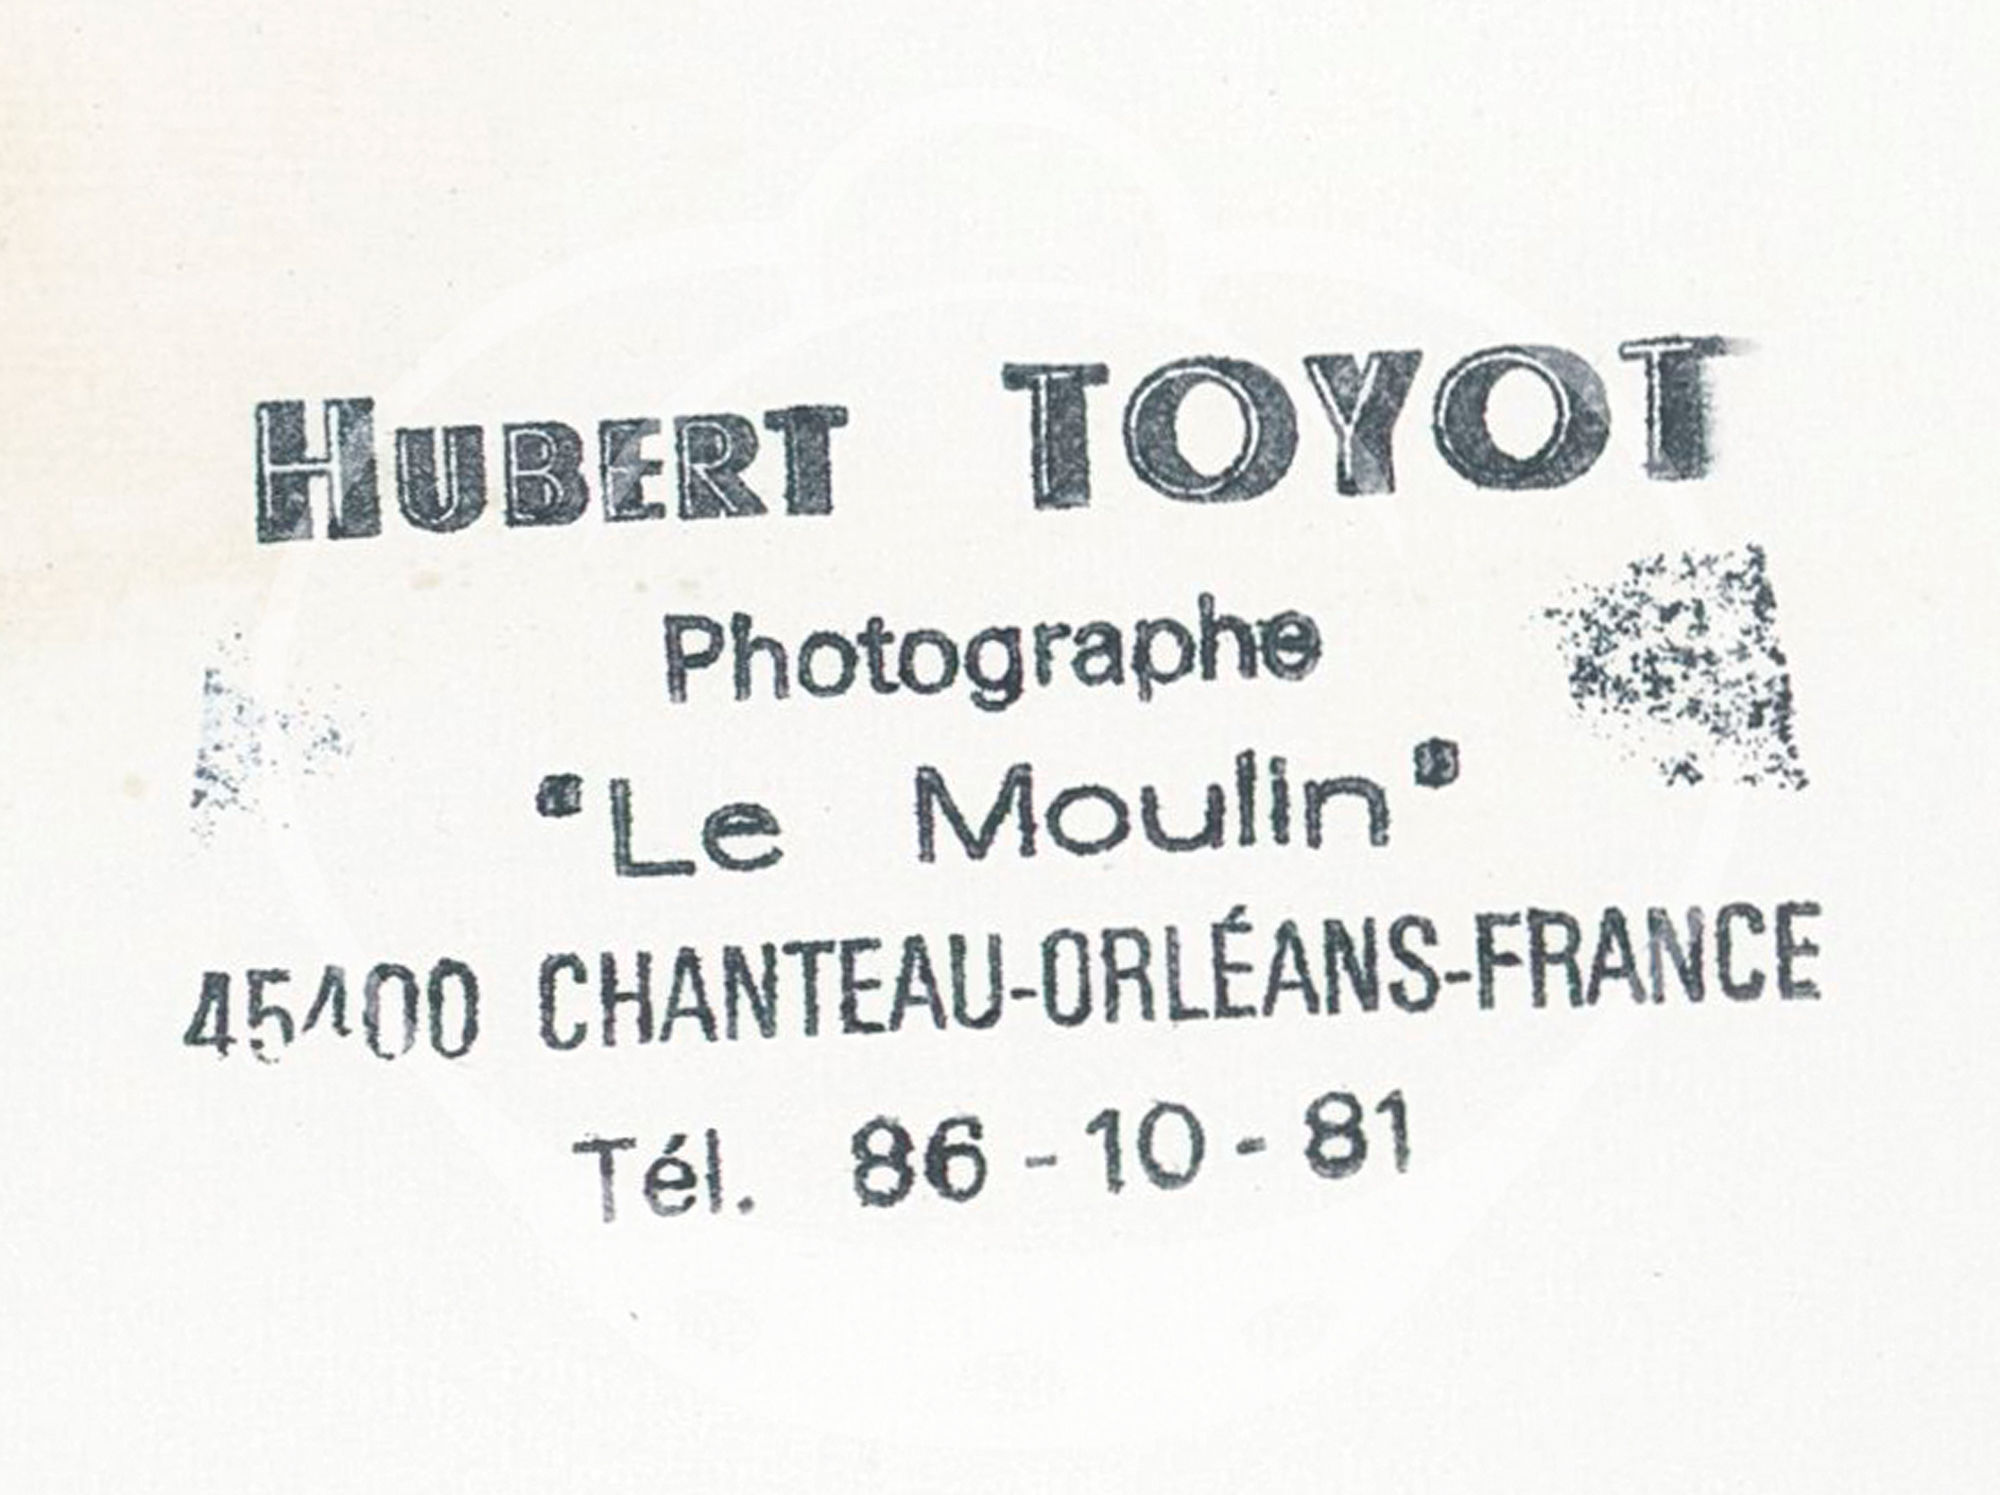 HUBERT TOYOT
Photographe
"Le Moulin"
45400 CHANTEAU-ORLÉANS-FRANCE
Tél. 86-10-81